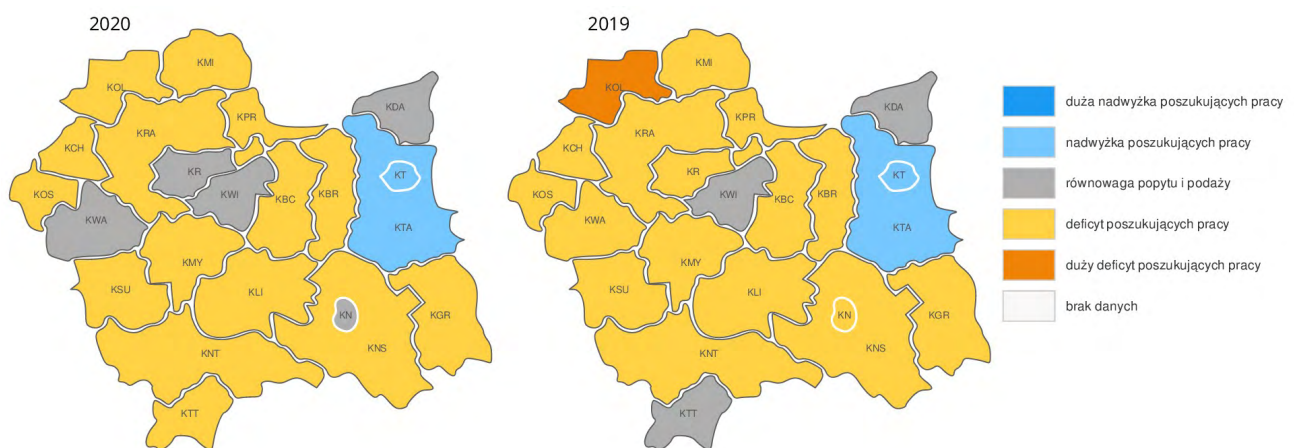 2020
KMI
KOL
KDA
KPR
KRA
KCH
KR
KT
KOS
KWI
KBC
KBR
KWA
KTA
KMY
KSU
KLI
KN
KGR
KNT
KNS
KTT
2019
KMI
KOL
KDA
KPR
KRA
KCH
KR
KT
KOS
KWI
KBC
KBR
KWA
KTA
KMY
KSU
KLI
KN
KGR
KNT
KNS
KTT
duża nadwyżka poszukujących pracy
nadwyżka poszukujących pracy
równowaga popytu i podaży
deficyt poszukujących pracy
duży deficyt poszukujących pracy
brak danych